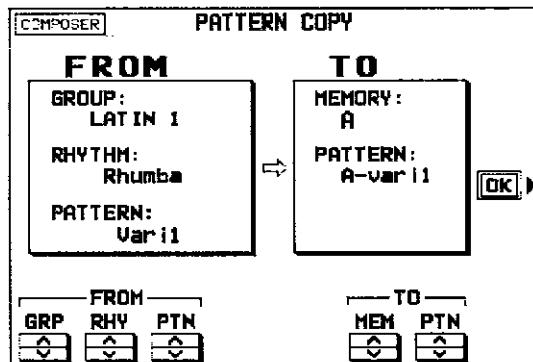 COMPOSER
PATTERN COPY
FROM
GROUP:
LATIN 1
RHYTHM:
Rhumba
PATTERN:
Vari1
TO
MEMORY:
A
PATTERN:
A-vari1
OK
FROM
GRP RHY PTN
TO
MEM PTN